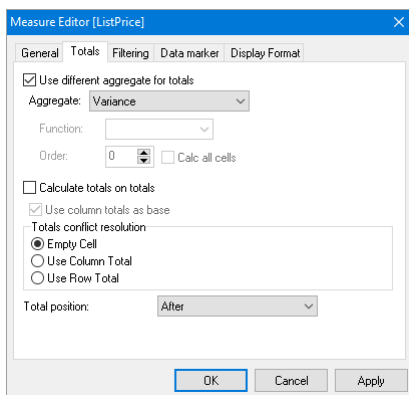 Measure Editor [ListPrice]
General Totals Filtering Data marker Display Format
Use different aggregate for totals
Aggregate: Variance
Function:
Order: 0 Calc all cells
Calculate totals on totals
Use column totals as base
Totals conflict resolution
Empty Cell
Use Column Total
Use Row Total
Total position: After
OK Cancel Apply